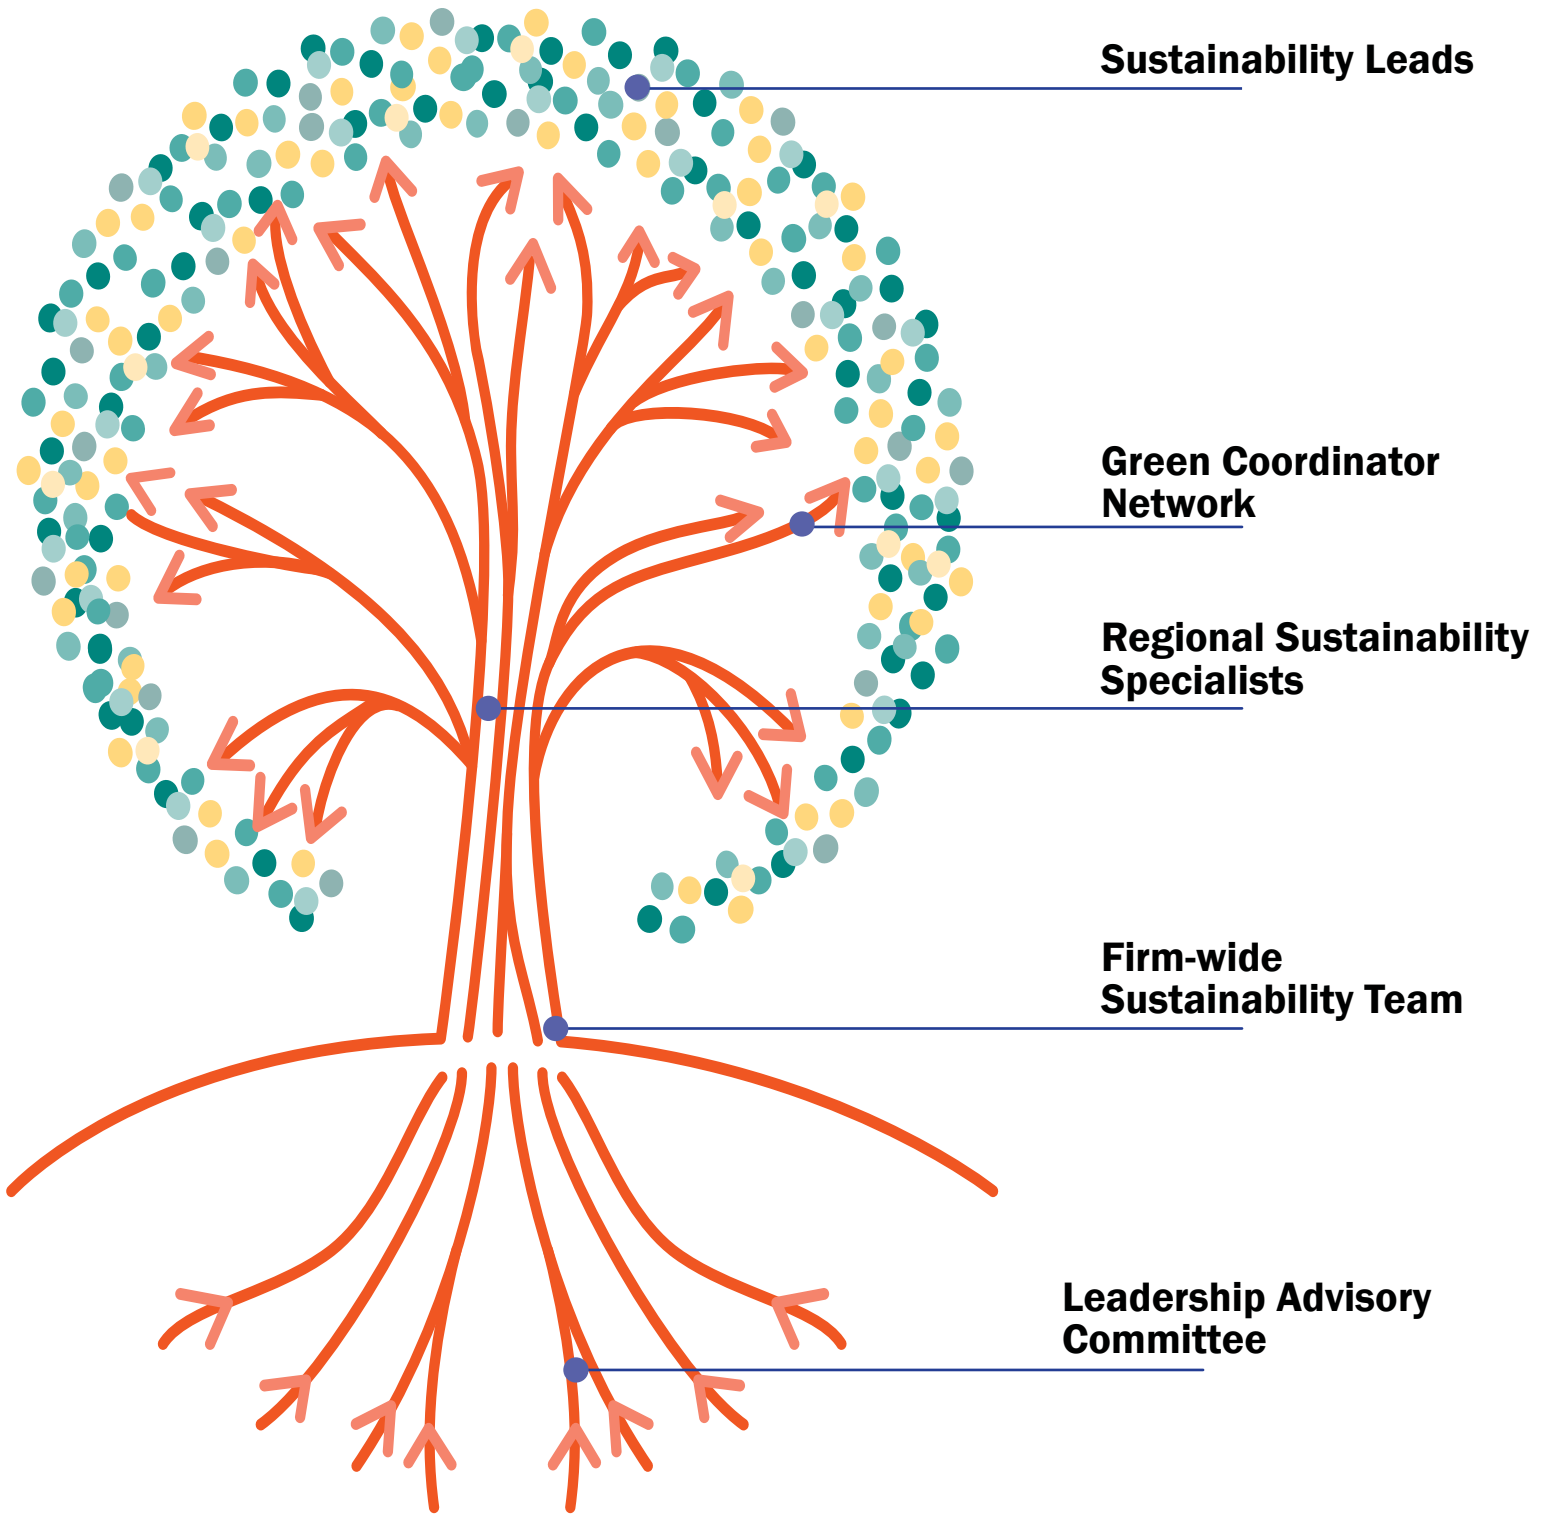 Sustainability Leads
Green Coordinator
Network
Regional Sustainability
Specialists
Firm-wide
Sustainability Team
Leadership Advisory
Committee